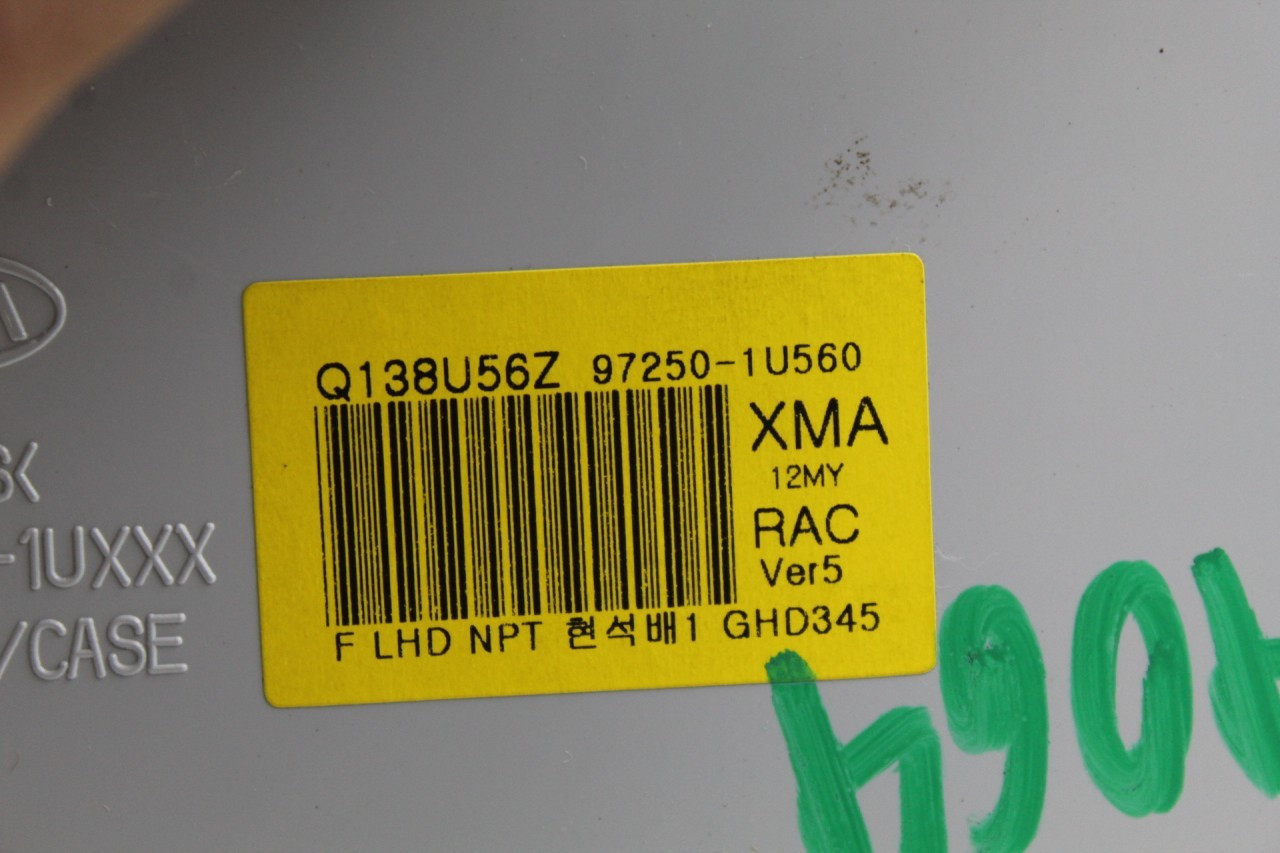 Q138U56Z 97250-1U560
XMA
12MY
RAC
Ver5
F LHD NPT 현석배1 GHD345
-1UXXX
/CASE